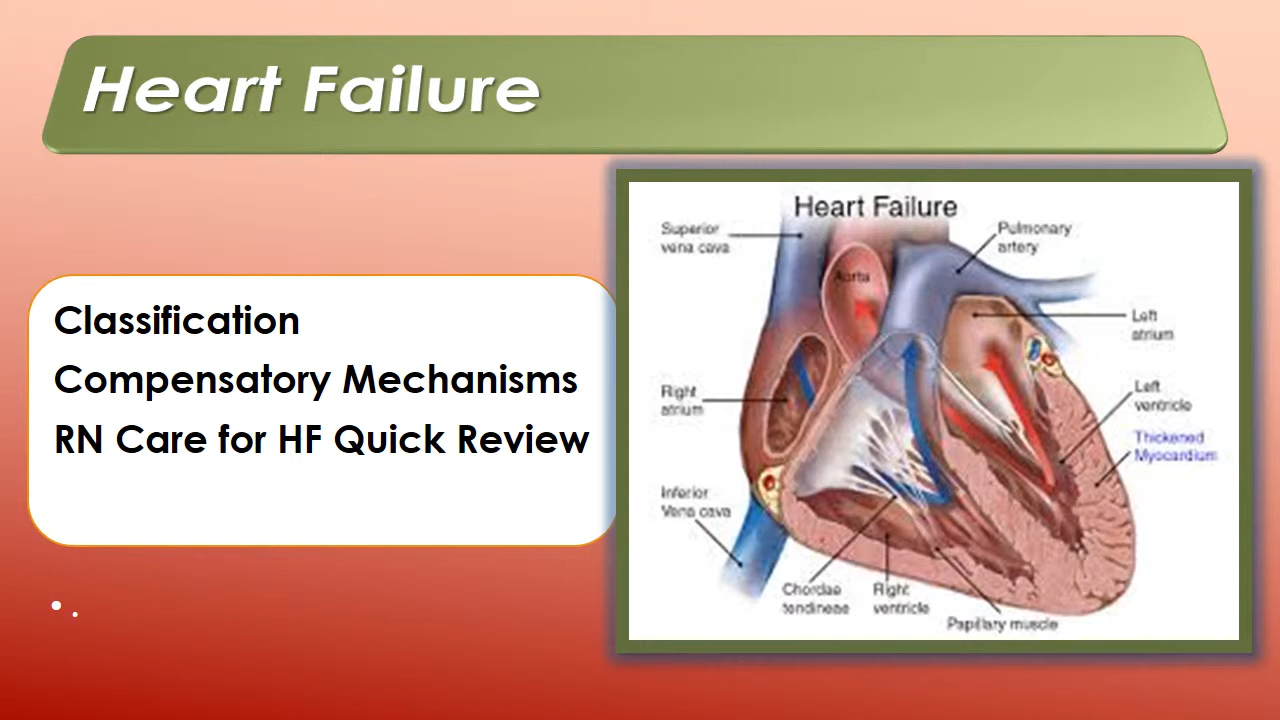 Heart Failure
Classification
Compensatory Mechanisms
RN Care for HF Quick Review
• .
Heart Failure
Superior
vena cava
Aorta
Pulmonary
artery
Left
atrium
Right
atrium
Left
ventricle
Thickened
Myocardium
Inferior
Vena cava
Chordae
tendineae
Right
ventricle
Papillary muscle